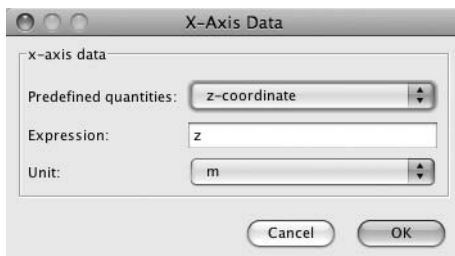 X-Axis Data
x-axis data
Predefined quantities: z-coordinate
Expression: z
Unit: m
Cancel OK